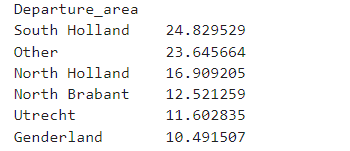 Departure_area
South Holland 24.829529
Other 23.645664
North Holland 16.909205
North Brabant 12.521259
Utrecht 11.602835
Genderland 10.491507